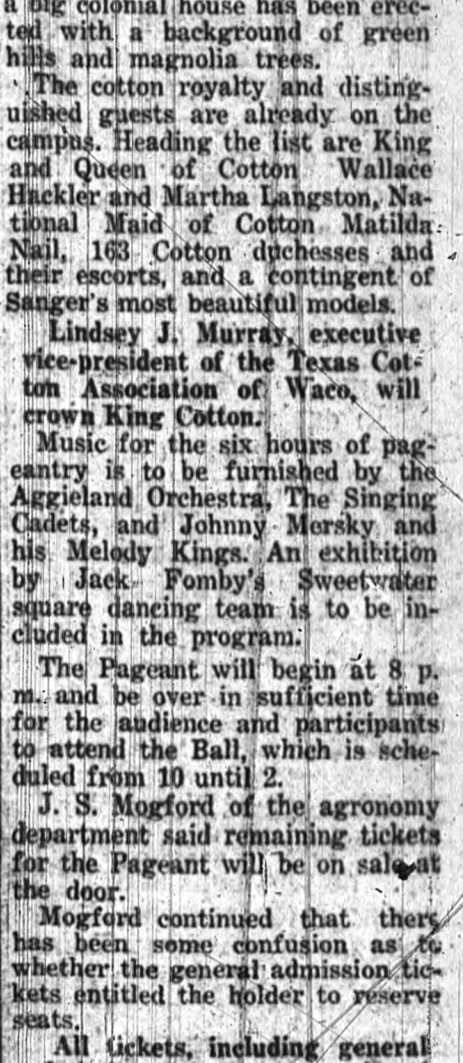 a big colonial house has been erec-
ted with a background of green
hills and magnolia trees.
The cotton royalty and disting-
uished guests are already on the
campus. Heading the list are King
and Queen of Cotton Wallace
Hackler and Martha Langston, Na-
tional Maid of Cotton Matilda
Nail, 163 Cotton duchesses and
their escorts, and a contingent of
Sanger's most beautiful models.
Lindsey J. Murray, executive
vice-president of the Texas Cot-
ton Association of Waco, will
crown King Cotton.
Music for the six hours of pag-
eantry is to be furnished by the
Aggieland Orchestra, The Singing
Cadets, and Johnny Mersky and
his Melody Kings. An exhibition
by Jack Fomby's Sweetwater
square dancing team is to be in-
cluded in the program.
The Pageant will begin at 8 p.
m. and be over in sufficient time
for the audience and participants
to attend the Ball, which is sche-
duled from 10 until 2.
J. S. Mogford of the agronomy
department said remaining tickets
for the Pageant will be on sale at
the door.
Mogford continued that there
has been some confusion as to
whether the general admission tic-
kets entitled the holder to reserve
seats.
All tickets, including general